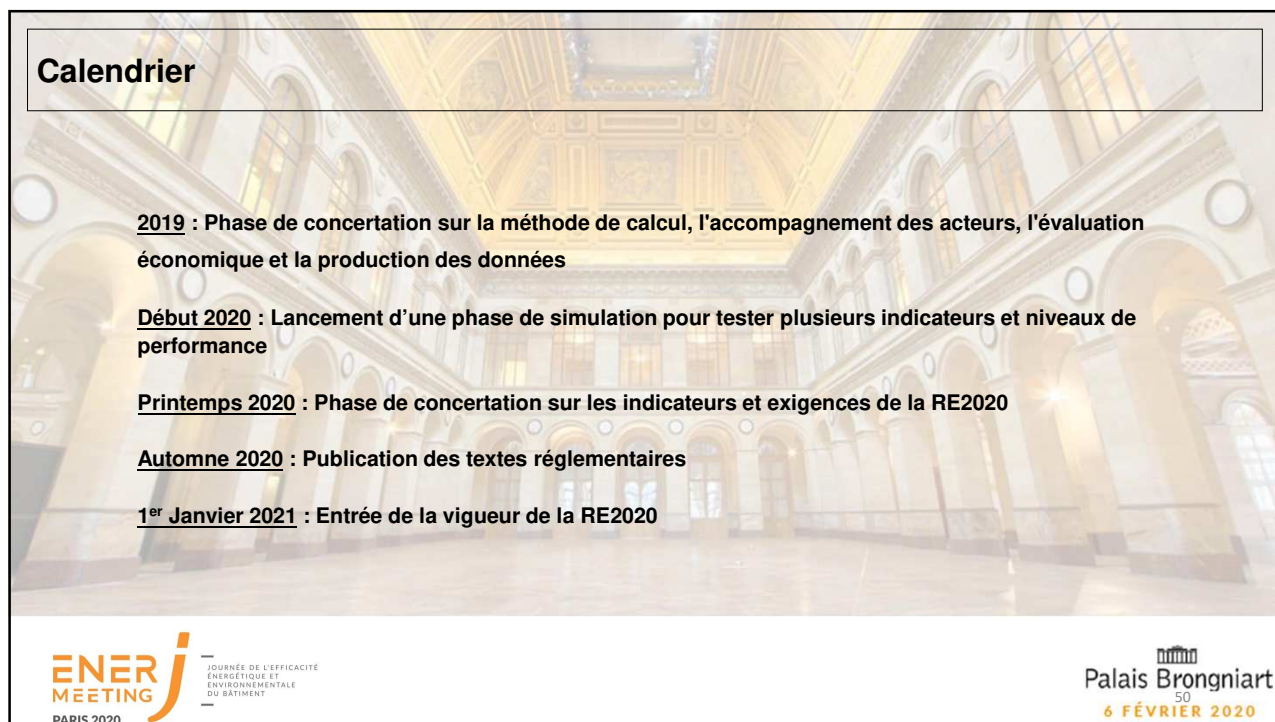 Calendrier
2019 : Phase de concertation sur la méthode de calcul, l'accompagnement des acteurs, l'évaluation
économique et la production des données
Début 2020 : Lancement d’une phase de simulation pour tester plusieurs indicateurs et niveaux de
performance
Printemps 2020 : Phase de concertation sur les indicateurs et exigences de la RE2020
Automne 2020 : Publication des textes réglementaires
1er Janvier 2021 : Entrée de la vigueur de la RE2020
ENERJ
MEETING
PARIS 2020
JOURNÉE DE L'EFFICACITÉ
ÉNERGÉTIQUE ET
ENVIRONNEMENTALE
DU BÂTIMENT
Palais Brongniart
50
6 FÉVRIER 2020